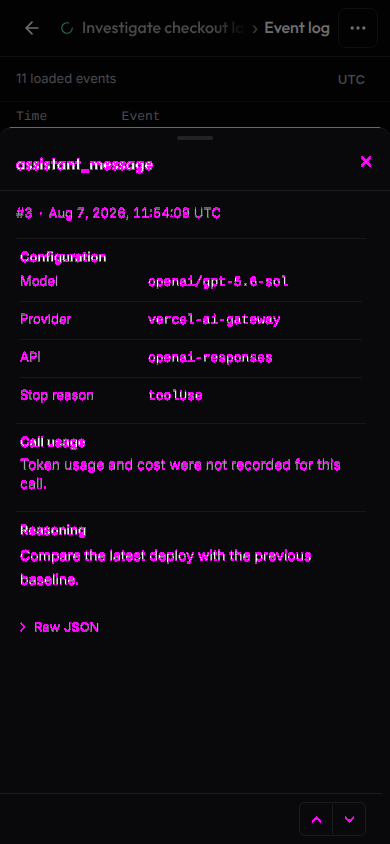 Investigate checkout › Event log
11 loaded events UTC
Time Event
assistant_message
#3 · Aug 7, 2026, 11:54:09 UTC
Configuration
Model openai/gpt-5.6-sol
Provider vercel-ai-gateway
API openai-responses
Stop reason toolUse
Call usage
Token usage and cost were not recorded for this
call.
Reasoning
Compare the latest deploy with the previous
baseline.
Raw JSON